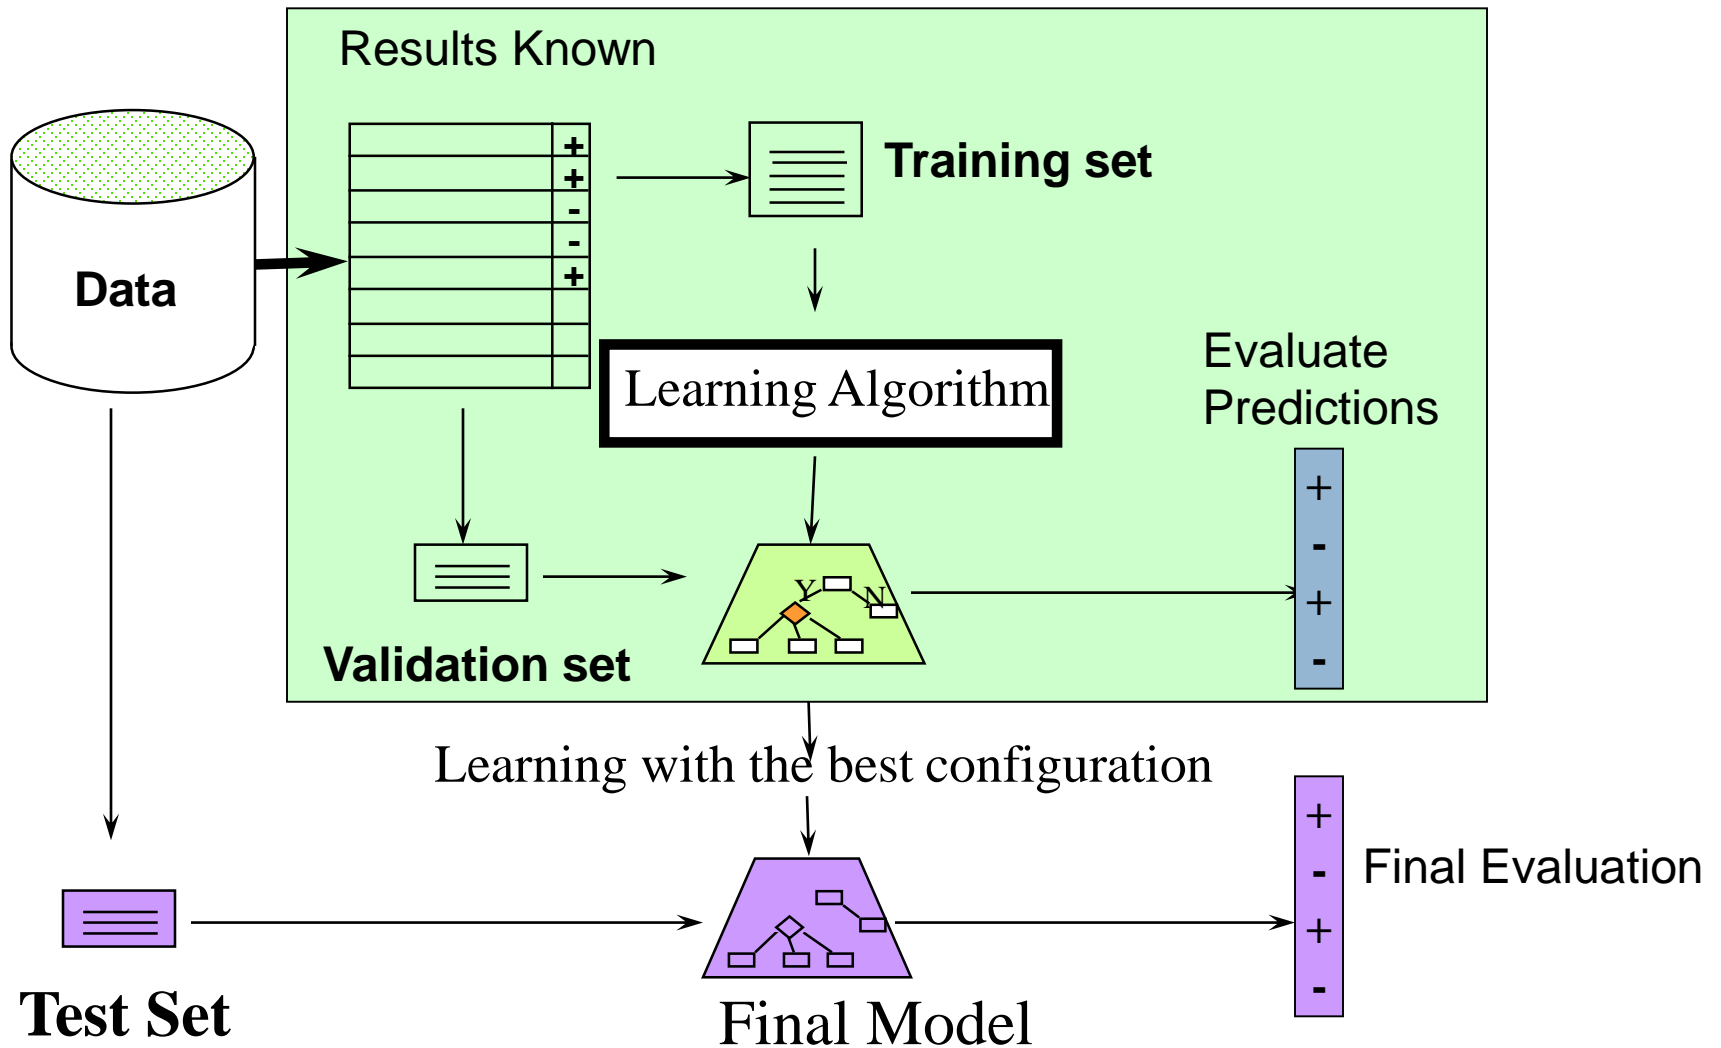 Results Known
+
+
-
-
+
Training set
Data
Learning Algorithm
Evaluate
Predictions
+
-
+
-
Y
N
Validation set
Learning with the best configuration
+
-
+
-
Final Evaluation
Test Set
Final Model